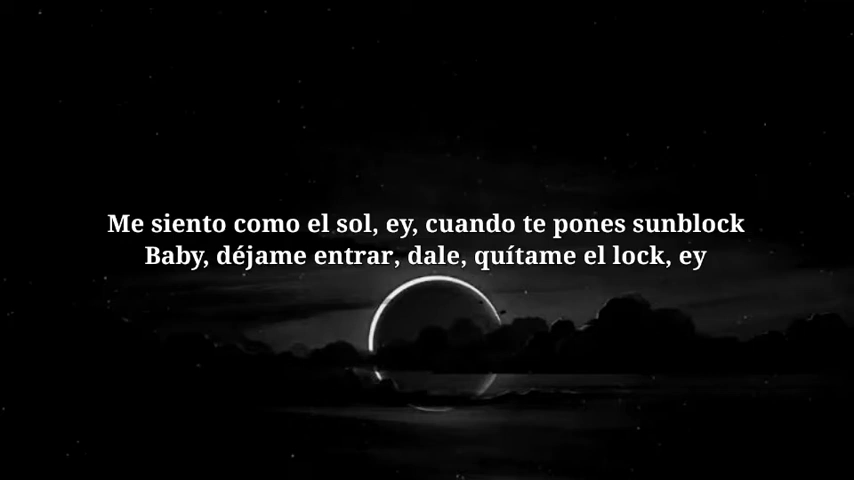 Me siento como el sol, ey, cuando te pones sunblock
Baby, déjame entrar, dale, quítame el lock, ey